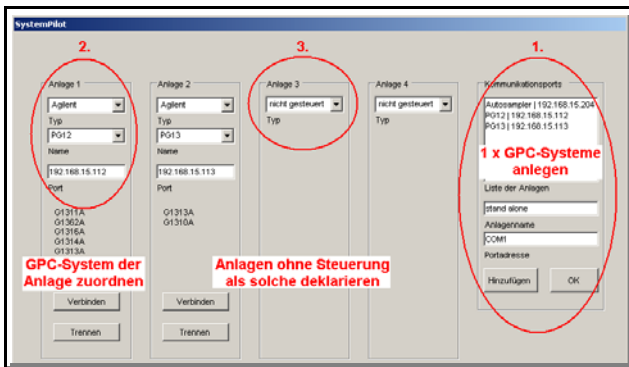 SystemPilot
2.
3.
1.
Anlage 1
Agilent
Typ
PG12
Name
192.168.15.112
Port
G1311A
G1362A
G1316A
G1314A
G1313A
GPC-System der
Anlage zuordnen
Verbinden
Trennen
Anlage 2
Agilent
Typ
PG13
Name
192.168.15.113
Port
G1313A
G1310A
Verbinden
Trennen
Anlage 3
nicht gesteuert
Typ
Anlagen ohne Steuerung
als solche deklarieren
Anlage 4
nicht gesteuert
Typ
Kommunikationsports
Autosampler | 192.168.15.204
PG12 | 192.168.15.112
PG13 | 192.168.15.113
1 x GPC-Systeme
anlegen
Liste der Anlagen
stand alone
Anlagenname
COM1
Portadresse
Hinzufügen
OK